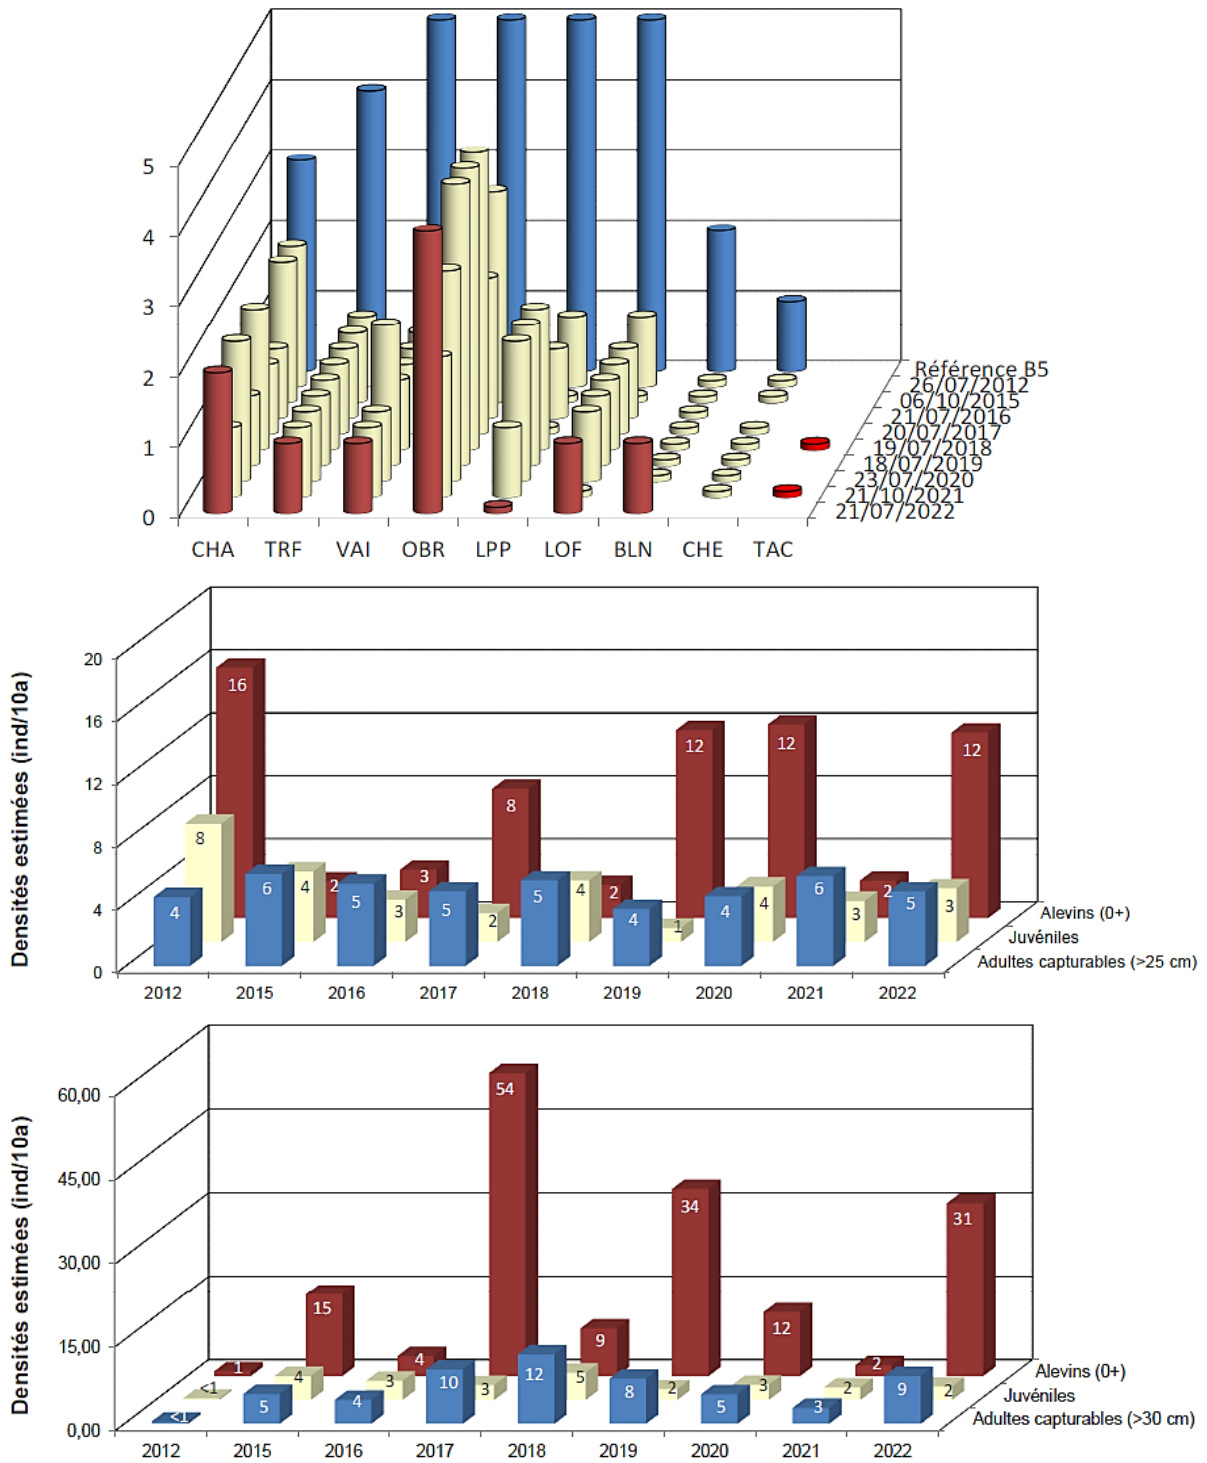 5
4
3
2
1
0
CHA TRF VAI OBR LPP LOF BLN CHE TAC
Référence B5
26/07/2012
06/10/2015
21/07/2016
20/07/2017
19/07/2018
18/07/2019
23/07/2020
21/10/2021
21/07/2022
Densités estimées (ind/10a)
20
16
12
8
4
0
16 2 3 8 2 12 12 2 12
8 4 3 2 4 1 4 3 3
4 6 5 5 5 4 4 6 5
2012 2015 2016 2017 2018 2019 2020 2021 2022
Alevins (0+)
Juvéniles
Adultes capturables (>25 cm)
Densités estimées (ind/10a)
60,00
45,00
30,00
15,00
0,00
1 15 4 54 9 34 12 2 31
<1 4 3 3 5 2 3 2 2
<1 5 4 10 12 8 5 3 9
2012 2015 2016 2017 2018 2019 2020 2021 2022
Alevins (0+)
Juvéniles
Adultes capturables (>30 cm)